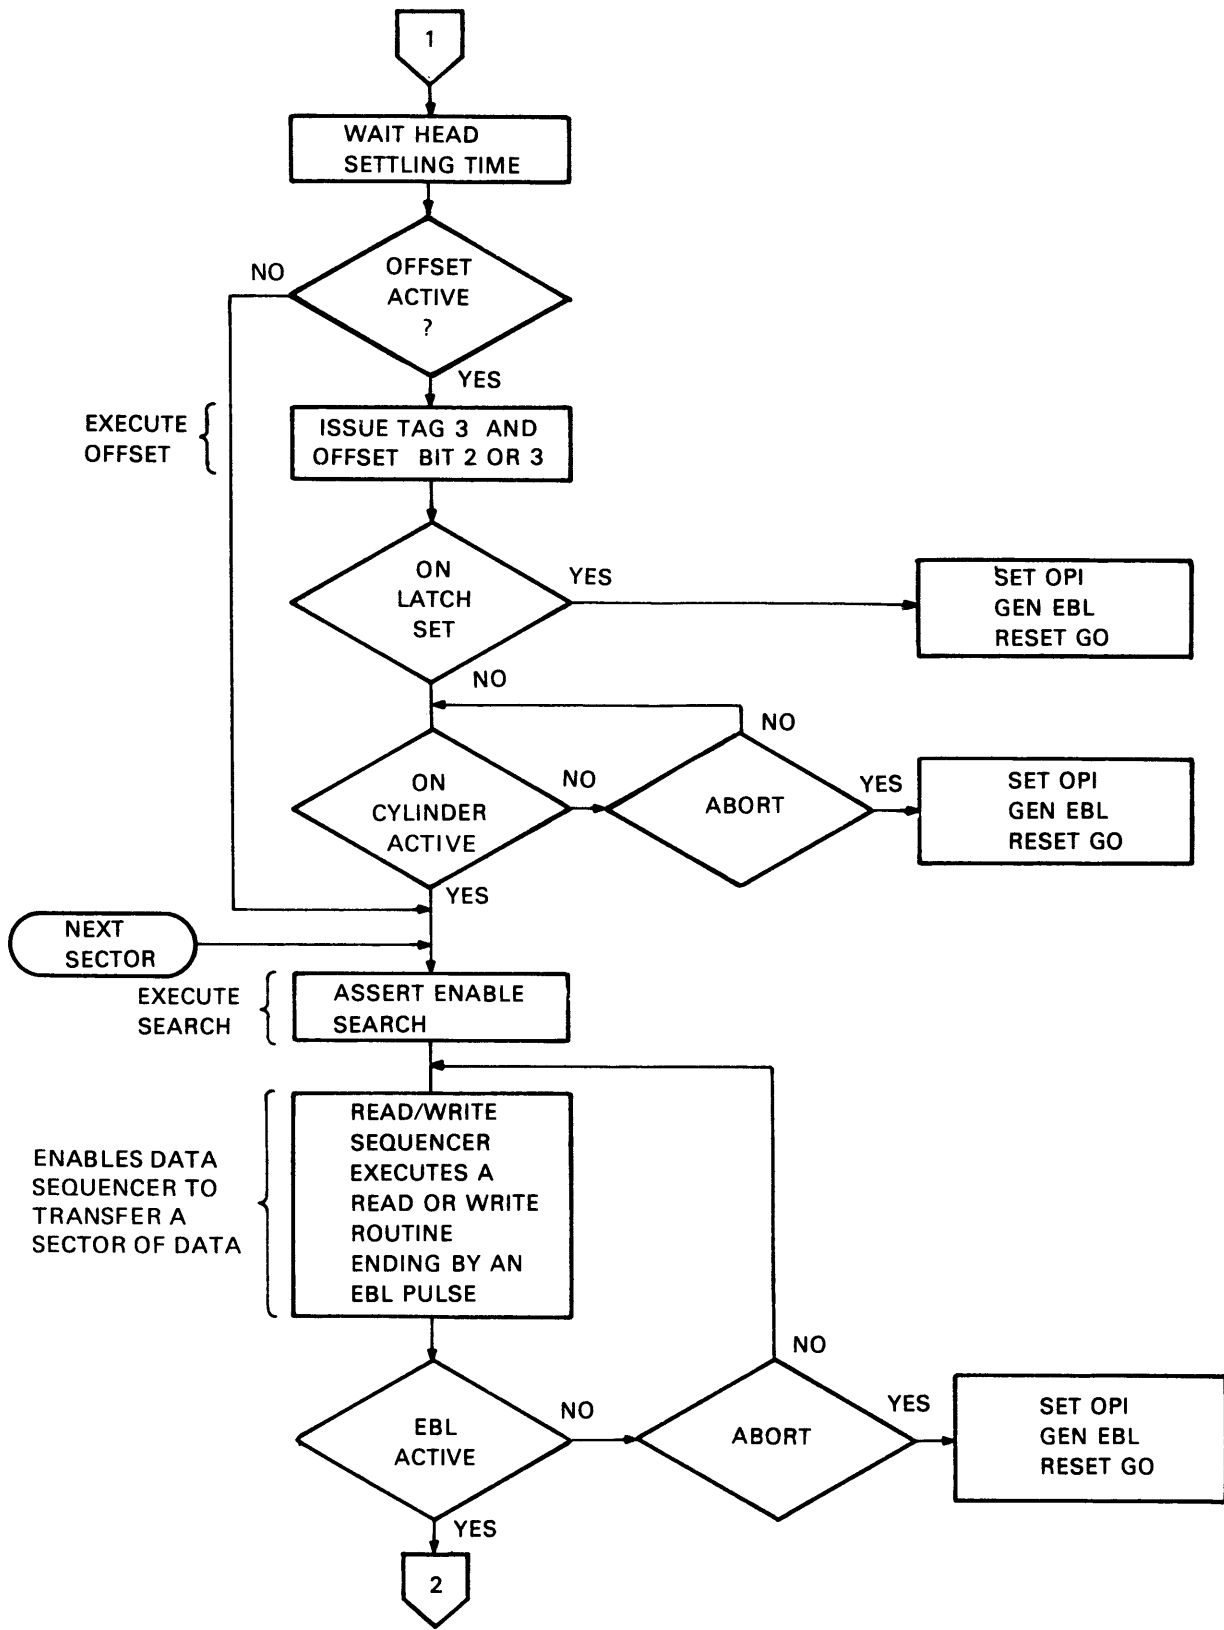 1
WAIT HEAD
SETTLING TIME
NO
OFFSET
ACTIVE
?
YES
EXECUTE
OFFSET
ISSUE TAG 3 AND
OFFSET BIT 2 OR 3
ON
LATCH
SET
YES
SET OPI
GEN EBL
RESET GO
NO
ON
CYLINDER
ACTIVE
NO
NO
ABORT
YES
SET OPI
GEN EBL
RESET GO
YES
NEXT
SECTOR
EXECUTE
SEARCH
ASSERT ENABLE
SEARCH
ENABLES DATA
SEQUENCER TO
TRANSFER A
SECTOR OF DATA
READ/WRITE
SEQUENCER
EXECUTES A
READ OR WRITE
ROUTINE
ENDING BY AN
EBL PULSE
EBL
ACTIVE
NO
NO
ABORT
YES
SET OPI
GEN EBL
RESET GO
YES
2